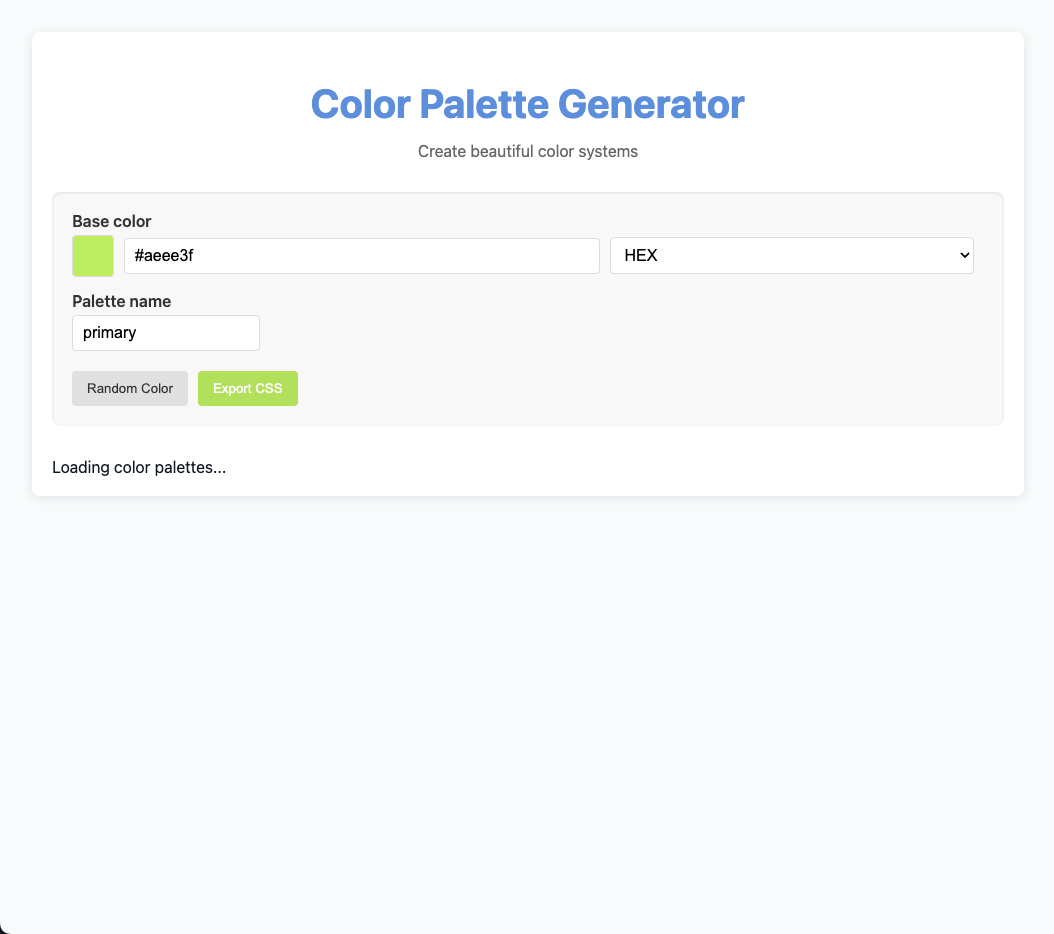 Color Palette Generator
Create beautiful color systems
Base color
#aeee3f
HEX
Palette name
primary
Random Color
Export CSS
Loading color palettes...